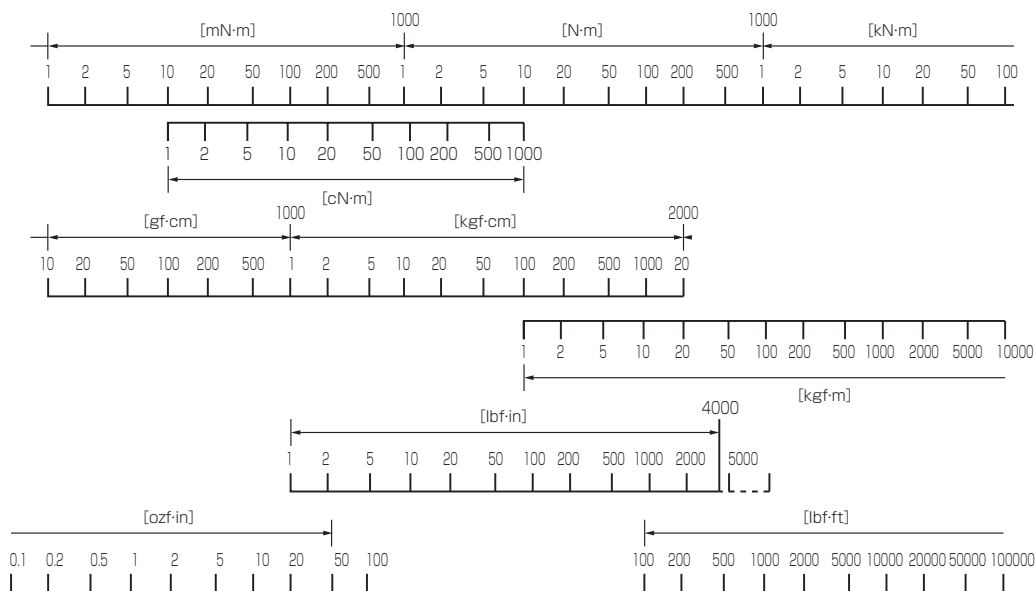 1000 1000
[mN·m] [N·m] [kN·m]
1 2 5 10 20 50 100 200 500 1 2 5 10 20 50 100 200 500 1 2 5 10 20 50 100
1 2 5 10 20 50 100 200 500 1000
[cN·m]
[gf·cm] 1000 [kgf·cm] 2000
10 20 50 100 200 500 1 2 5 10 20 50 100 200 500 1000 20
1 2 5 10 20 50 100 200 500 1000 2000 5000 10000
[kgf·m]
[lbf·in] 4000
1 2 5 10 20 50 100 200 500 1000 2000 5000
[ozf·in] [lbf·ft]
0.1 0.2 0.5 1 2 5 10 20 50 100 100 200 500 1000 2000 5000 10000 20000 50000 100000